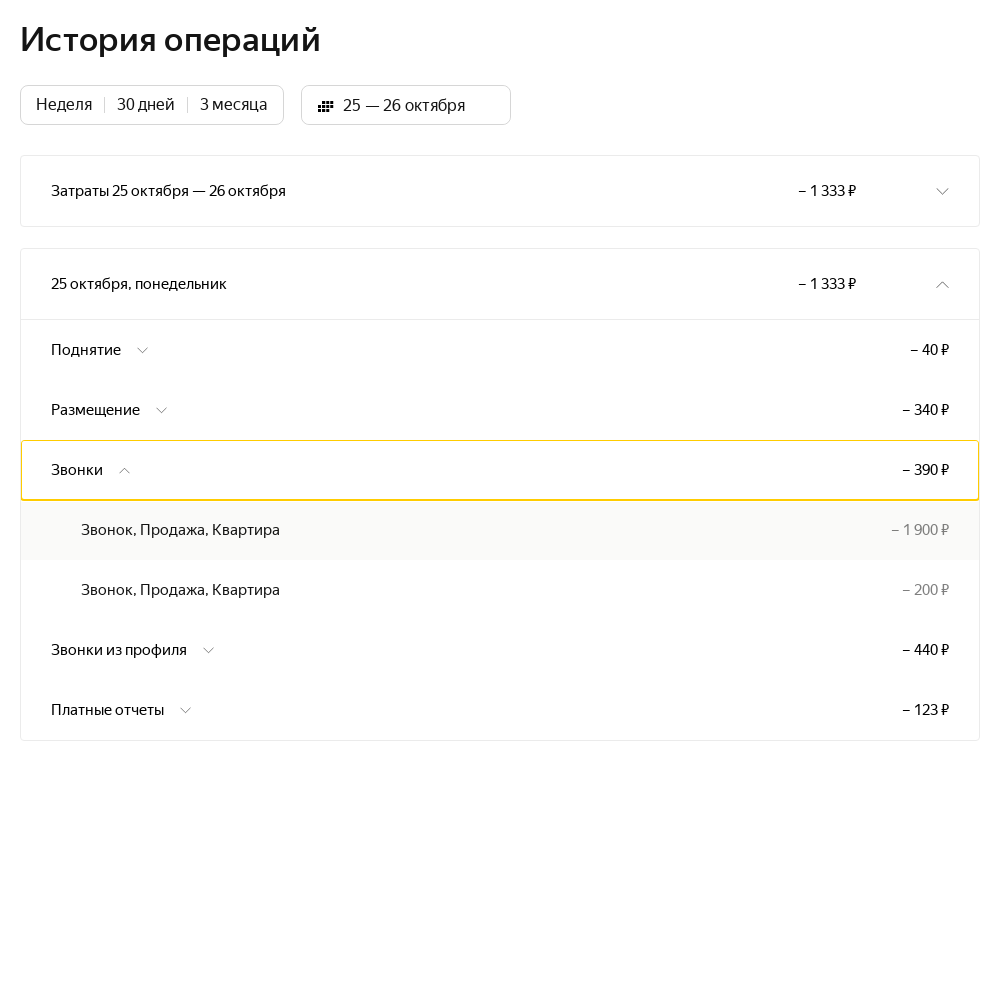 История операций
Неделя 30 дней 3 месяца 25 — 26 октября
Затраты 25 октября — 26 октября – 1 333 ₽
25 октября, понедельник – 1 333 ₽
Поднятие – 40 ₽
Размещение – 340 ₽
Звонки – 390 ₽
Звонок, Продажа, Квартира – 1 900 ₽
Звонок, Продажа, Квартира – 200 ₽
Звонки из профиля – 440 ₽
Платные отчеты – 123 ₽